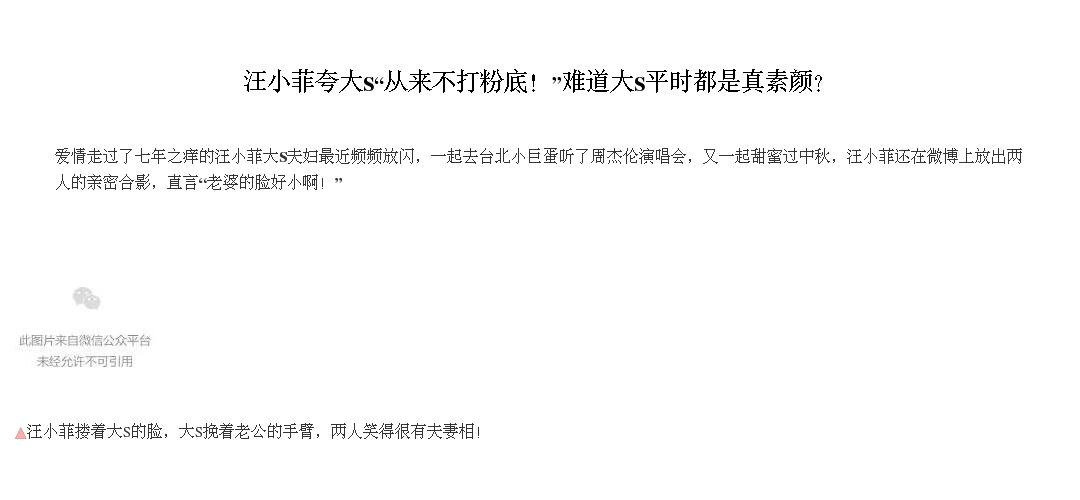 汪小菲夸大S“从来不打粉底！”难道大S平时都是真素颜？
爱情走过了七年之痒的汪小菲大S夫妇最近频频放闪，一起去台北小巨蛋听了周杰伦演唱会，又一起甜蜜过中秋，汪小菲还在微博上放出两
人的亲密合影，直言“老婆的脸好小啊！”
此图片来自微信公众平台
未经允许不可引用
▲汪小菲搂着大S的脸，大S挽着老公的手臂，两人笑得很有夫妻相！